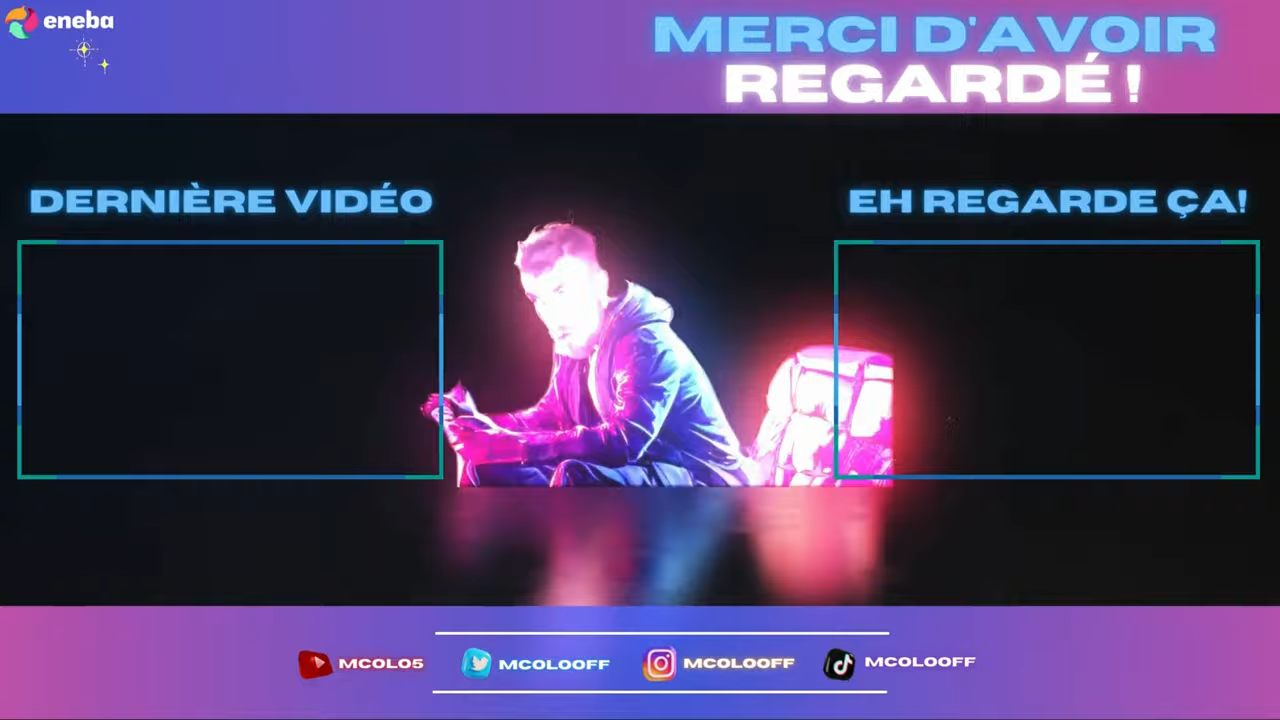 eneba
MERCI D'AVOIR
REGARDÉ !
DERNIÈRE VIDÉO
EH REGARDE ÇA!
MCOLO5
MCOLOOFF
MCOLOOFF
MCOLOOFF